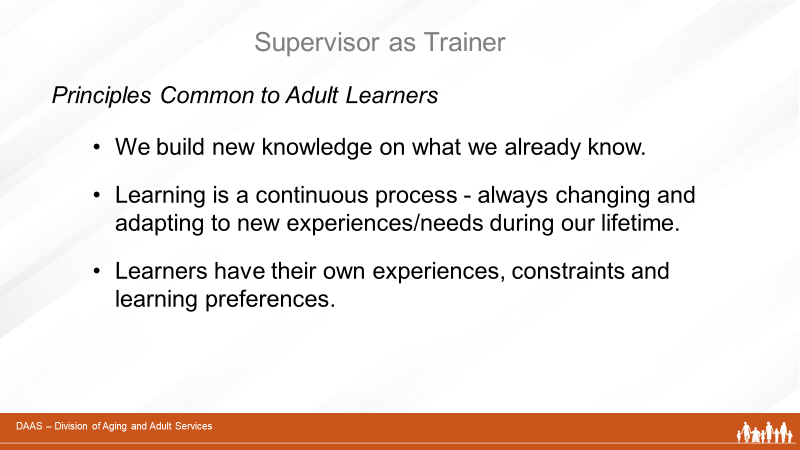 Supervisor as Trainer
Principles Common to Adult Learners
• We build new knowledge on what we already know.
• Learning is a continuous process - always changing and
adapting to new experiences/needs during our lifetime.
• Learners have their own experiences, constraints and
learning preferences.
DAAS – Division of Aging and Adult Services